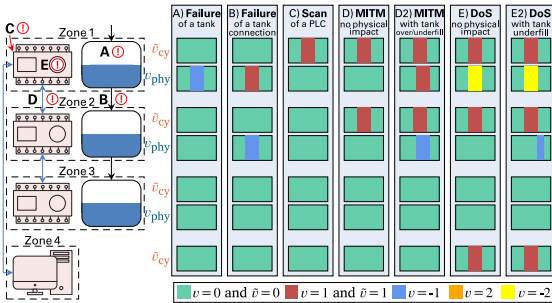 A) Failure
of a tank
B) Failure
of a tank
connection
C) Scan
of a PLC
D) MITM
no physical
impact
D2) MITM
with tank
over/underfill
E) DoS
no physical
impact
E2) DoS
with tank
underfill
C
Zone 1
A
E
ṽcy
vphy
D
B
Zone 2
ṽcy
vphy
Zone 3
ṽcy
vphy
Zone 4
ṽcy
v=0 and ṽ=0
v=1 and ṽ=1
v=-1
v=2
v=-2